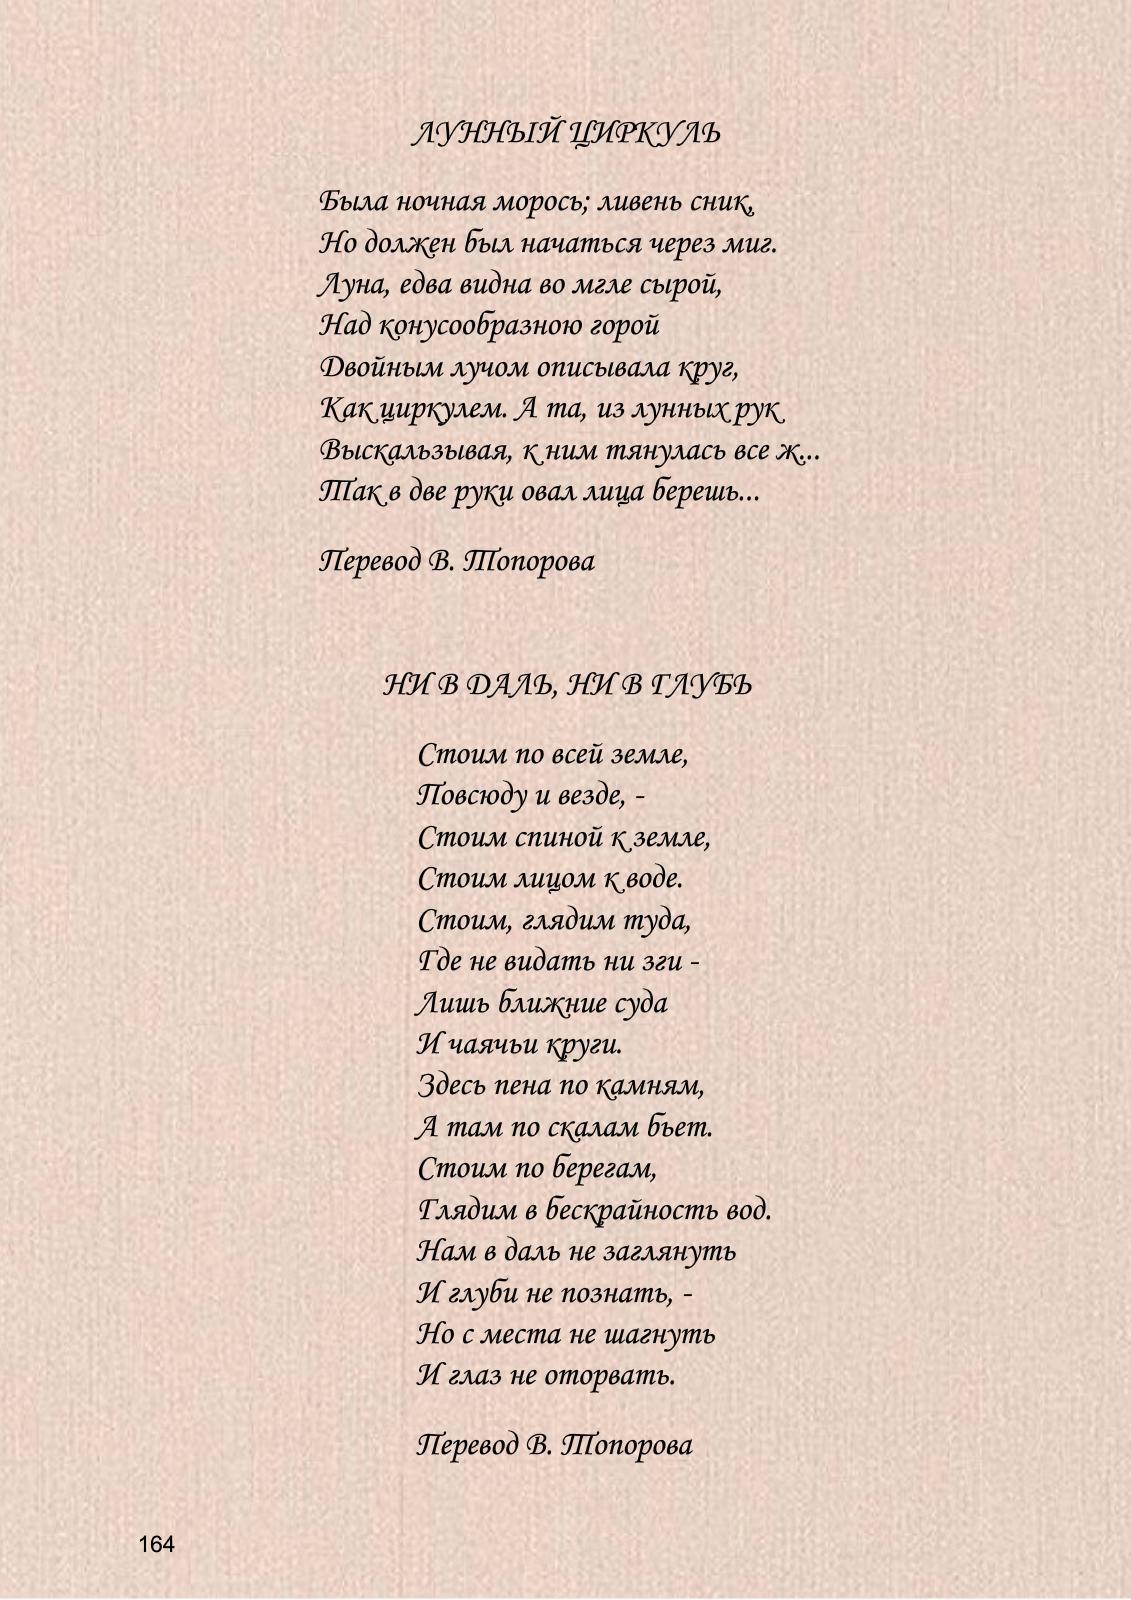 ЛУННЫЙ ЦИРКУЛЬ
Была ночная морось; ливень сник,
Но должен был начаться через миг.
Луна, едва видна во мгле сырой,
Над конусообразною горой
Двойным лучом описывала круг,
Как циркулем. А та, из лунных рук
Выскальзывая, к ним тянулась все ж...
Так в две руки овал лица берешь...
Перевод В. Топорова
НИ В ДАЛЬ, НИ В ГЛУБЬ
Стоим по всей земле,
Повсюду и везде, -
Стоим спиной к земле,
Стоим лицом к воде.
Стоим, глядим туда,
Где не видать ни зги -
Лишь ближние суда
И чаячьи круги.
Здесь пена по камням,
А там по скалам бьет.
Стоим по берегам,
Глядим в бескрайность вод.
Нам в даль не заглянуть
И глуби не познать, -
Но с места не шагнуть
И глаз не оторвать.
Перевод В. Топорова
164